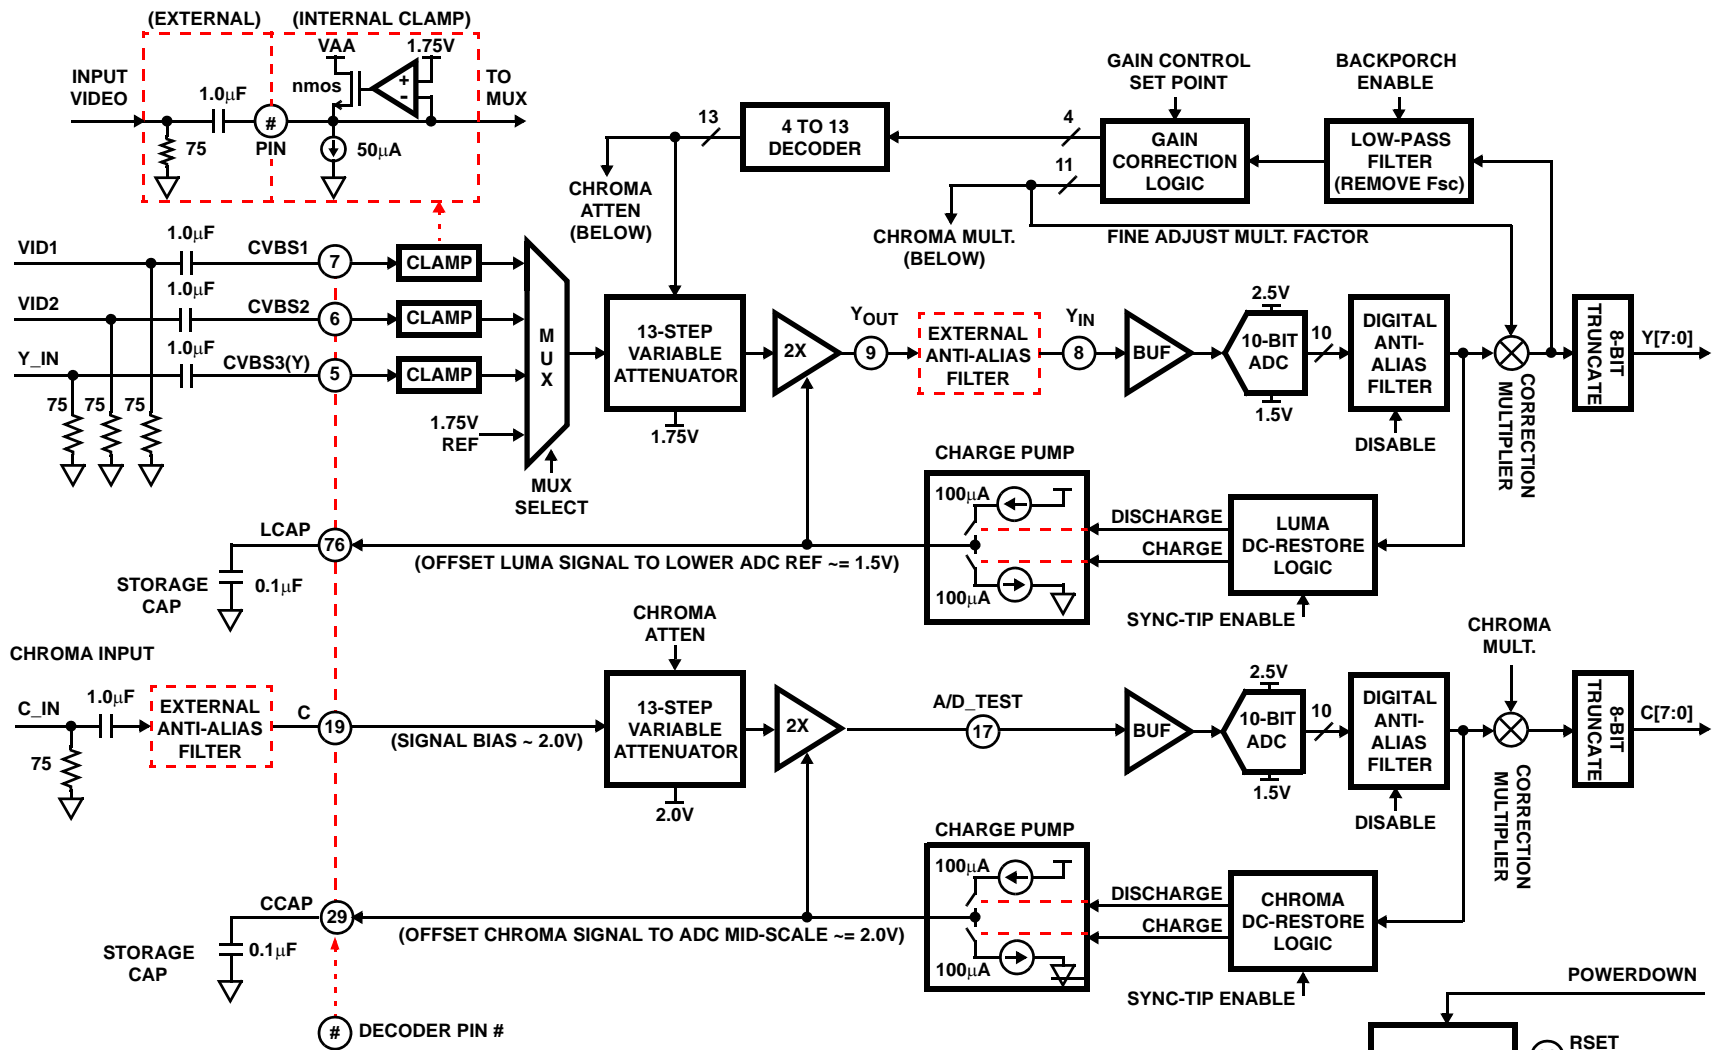 (EXTERNAL)
(INTERNAL CLAMP)
VAA
1.75V
INPUT
VIDEO
1.0µF
nmos
+
-
TO
MUX
#
PIN
75
50µA
GAIN CONTROL
SET POINT
BACKPORCH
ENABLE
13
4 TO 13
DECODER
4
11
GAIN
CORRECTION
LOGIC
LOW-PASS
FILTER
(REMOVE Fsc)
CHROMA
ATTEN
(BELOW)
CHROMA MULT.
(BELOW)
FINE ADJUST MULT. FACTOR
VID1
1.0µF
CVBS1
7
CLAMP
VID2
1.0µF
CVBS2
6
CLAMP
Y_IN
1.0µF
CVBS3(Y)
5
CLAMP
75
75
75
1.75V
REF
MUX
MUX
SELECT
13-STEP
VARIABLE
ATTENUATOR
1.75V
2X
YOUT
9
EXTERNAL
ANTI-ALIAS
FILTER
YIN
8
BUF
2.5V
10-BIT
ADC
1.5V
10
DIGITAL
ANTI-
ALIAS
FILTER
DISABLE
CORRECTION
MULTIPLIER
8-BIT
TRUNCATE
Y[7:0]
CHARGE PUMP
100µA
100µA
DISCHARGE
CHARGE
LUMA
DC-RESTORE
LOGIC
SYNC-TIP ENABLE
LCAP
76
(OFFSET LUMA SIGNAL TO LOWER ADC REF ~= 1.5V)
STORAGE
CAP
0.1µF
CHROMA
ATTEN
CHROMA
MULT.
CHROMA INPUT
C_IN
1.0µF
75
EXTERNAL
ANTI-ALIAS
FILTER
C
19
(SIGNAL BIAS ~ 2.0V)
13-STEP
VARIABLE
ATTENUATOR
2.0V
2X
A/D_TEST
17
BUF
2.5V
10-BIT
ADC
1.5V
10
DIGITAL
ANTI-
ALIAS
FILTER
DISABLE
CORRECTION
MULTIPLIER
8-BIT
TRUNCATE
C[7:0]
CHARGE PUMP
100µA
100µA
DISCHARGE
CHARGE
CHROMA
DC-RESTORE
LOGIC
SYNC-TIP ENABLE
CCAP
29
(OFFSET CHROMA SIGNAL TO ADC MID-SCALE ~= 2.0V)
STORAGE
CAP
0.1µF
#
DECODER PIN #
POWERDOWN
RSET